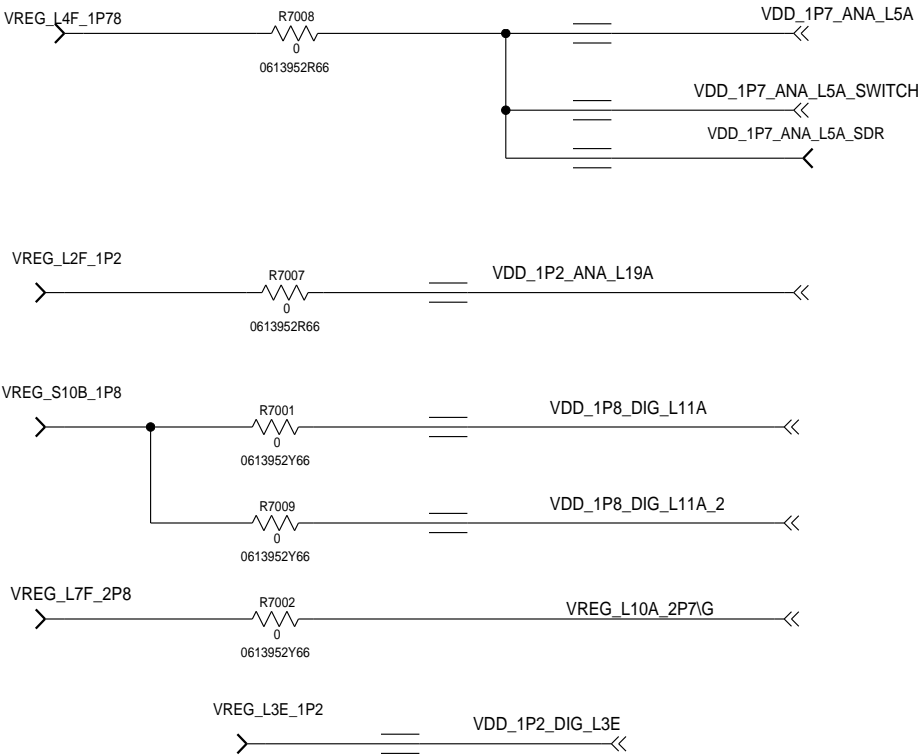 VREG_L4F_1P78
R7008
0
0613952R66
VDD_1P7_ANA_L5A
VDD_1P7_ANA_L5A_SWITCH
VDD_1P7_ANA_L5A_SDR
VREG_L2F_1P2
R7007
0
0613952R66
VDD_1P2_ANA_L19A
VREG_S10B_1P8
R7001
0
0613952Y66
VDD_1P8_DIG_L11A
R7009
0
0613952Y66
VDD_1P8_DIG_L11A_2
VREG_L7F_2P8
R7002
0
0613952Y66
VREG_L10A_2P7\G
VREG_L3E_1P2
VDD_1P2_DIG_L3E